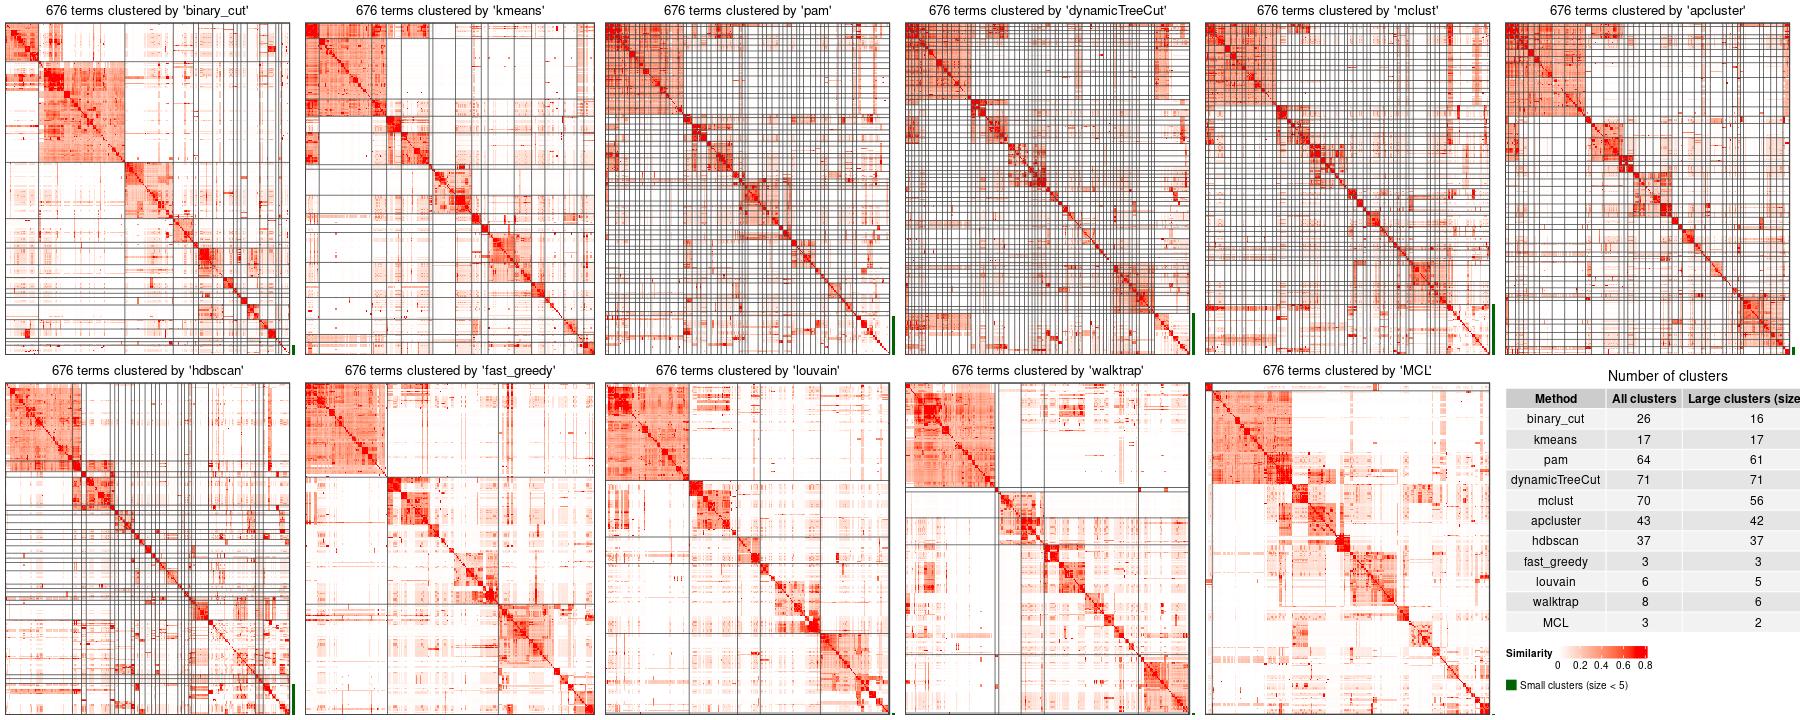 676 terms clustered by 'binary_cut'
676 terms clustered by 'kmeans'
676 terms clustered by 'pam'
676 terms clustered by 'dynamicTreeCut'
676 terms clustered by 'mclust'
676 terms clustered by 'apcluster'
676 terms clustered by 'hdbscan'
676 terms clustered by 'fast_greedy'
676 terms clustered by 'louvain'
676 terms clustered by 'walktrap'
676 terms clustered by 'MCL'
Number of clusters
Method All clusters Large clusters (size
binary_cut 26 16
kmeans 17 17
pam 64 61
dynamicTreeCut 71 71
mclust 70 56
apcluster 43 42
hdbscan 37 37
fast_greedy 3 3
louvain 6 5
walktrap 8 6
MCL 3 2
Similarity
0 0.2 0.4 0.6 0.8
Small clusters (size < 5)